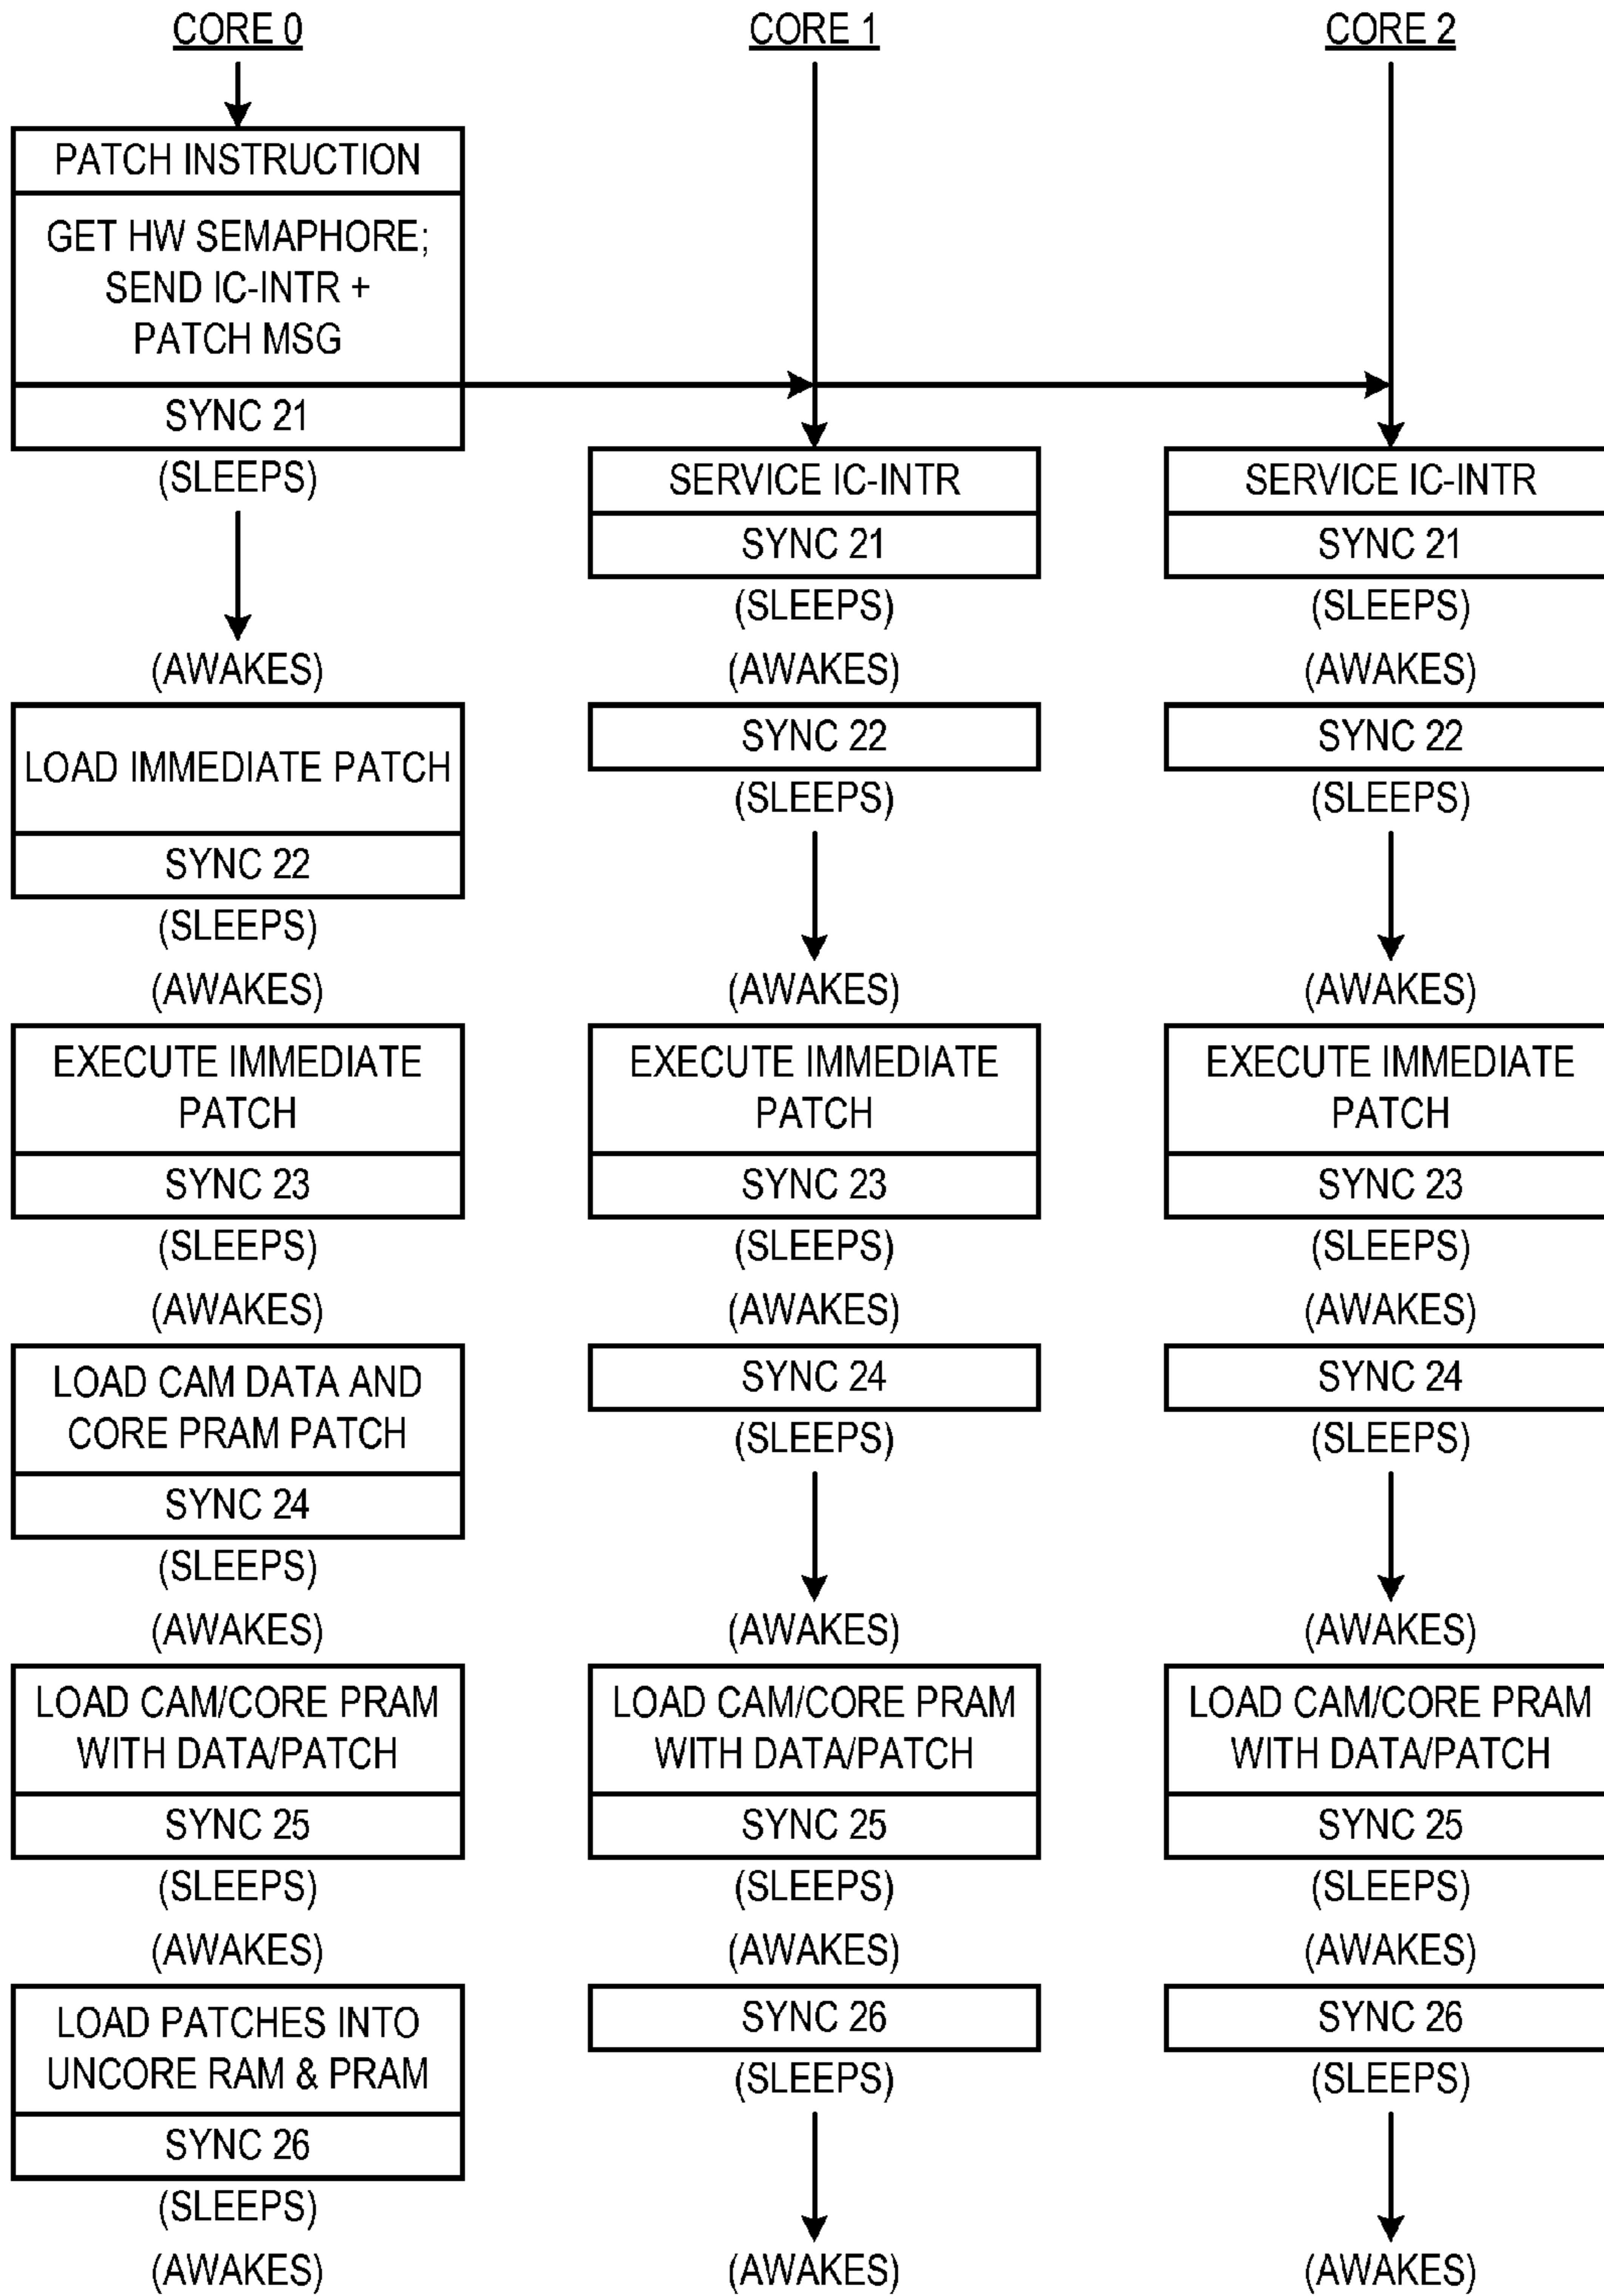 CORE 0
PATCH INSTRUCTION
GET HW SEMAPHORE;
SEND IC-INTR +
PATCH MSG
SYNC 21
(SLEEPS)
(AWAKES)
LOAD IMMEDIATE PATCH
SYNC 22
(SLEEPS)
(AWAKES)
EXECUTE IMMEDIATE
PATCH
SYNC 23
(SLEEPS)
(AWAKES)
LOAD CAM DATA AND
CORE PRAM PATCH
SYNC 24
(SLEEPS)
(AWAKES)
LOAD CAM/CORE PRAM
WITH DATA/PATCH
SYNC 25
(SLEEPS)
(AWAKES)
LOAD PATCHES INTO
UNCORE RAM & PRAM
SYNC 26
(SLEEPS)
(AWAKES)
CORE 1
SERVICE IC-INTR
SYNC 21
(SLEEPS)
(AWAKES)
SYNC 22
(SLEEPS)
(AWAKES)
EXECUTE IMMEDIATE
PATCH
SYNC 23
(SLEEPS)
(AWAKES)
SYNC 24
(SLEEPS)
(AWAKES)
LOAD CAM/CORE PRAM
WITH DATA/PATCH
SYNC 25
(SLEEPS)
(AWAKES)
SYNC 26
(SLEEPS)
(AWAKES)
CORE 2
SERVICE IC-INTR
SYNC 21
(SLEEPS)
(AWAKES)
SYNC 22
(SLEEPS)
(AWAKES)
EXECUTE IMMEDIATE
PATCH
SYNC 23
(SLEEPS)
(AWAKES)
SYNC 24
(SLEEPS)
(AWAKES)
LOAD CAM/CORE PRAM
WITH DATA/PATCH
SYNC 25
(SLEEPS)
(AWAKES)
SYNC 26
(SLEEPS)
(AWAKES)